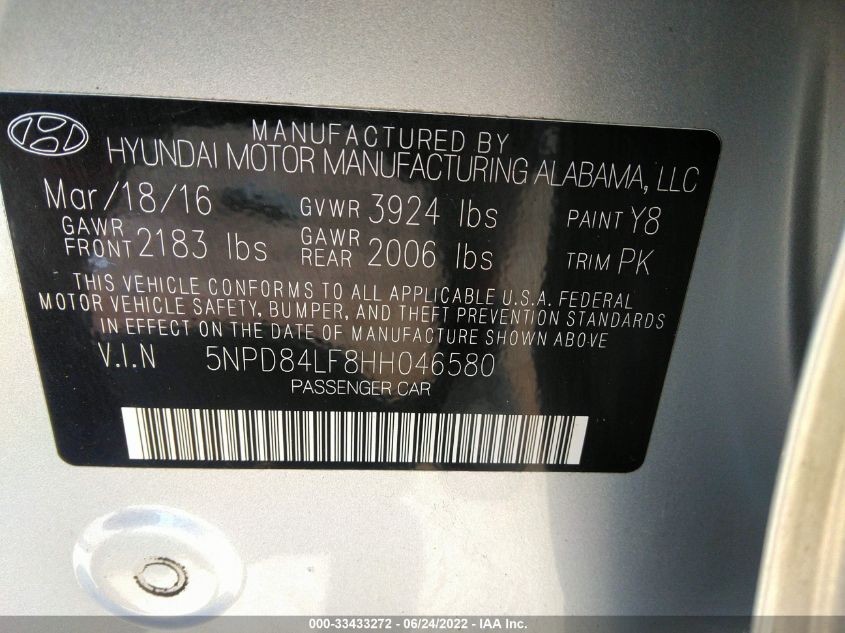 MANUFACTURED BY
HYUNDAI MOTOR MANUFACTURING ALABAMA, LLC
Mar/18/16 GVWR 3924 lbs PAINT Y8
GAWR FRONT 2183 lbs GAWR REAR 2006 lbs TRIM PK
THIS VEHICLE CONFORMS TO ALL APPLICABLE U.S.A. FEDERAL
MOTOR VEHICLE SAFETY, BUMPER, AND THEFT PREVENTION STANDARDS
IN EFFECT ON THE DATE OF MANUFACTURE SHOWN ABOVE.
V.I.N 5NPD84LF8HH046580
PASSENGER CAR
000-33433272 - 06/24/2022 - IAA Inc.